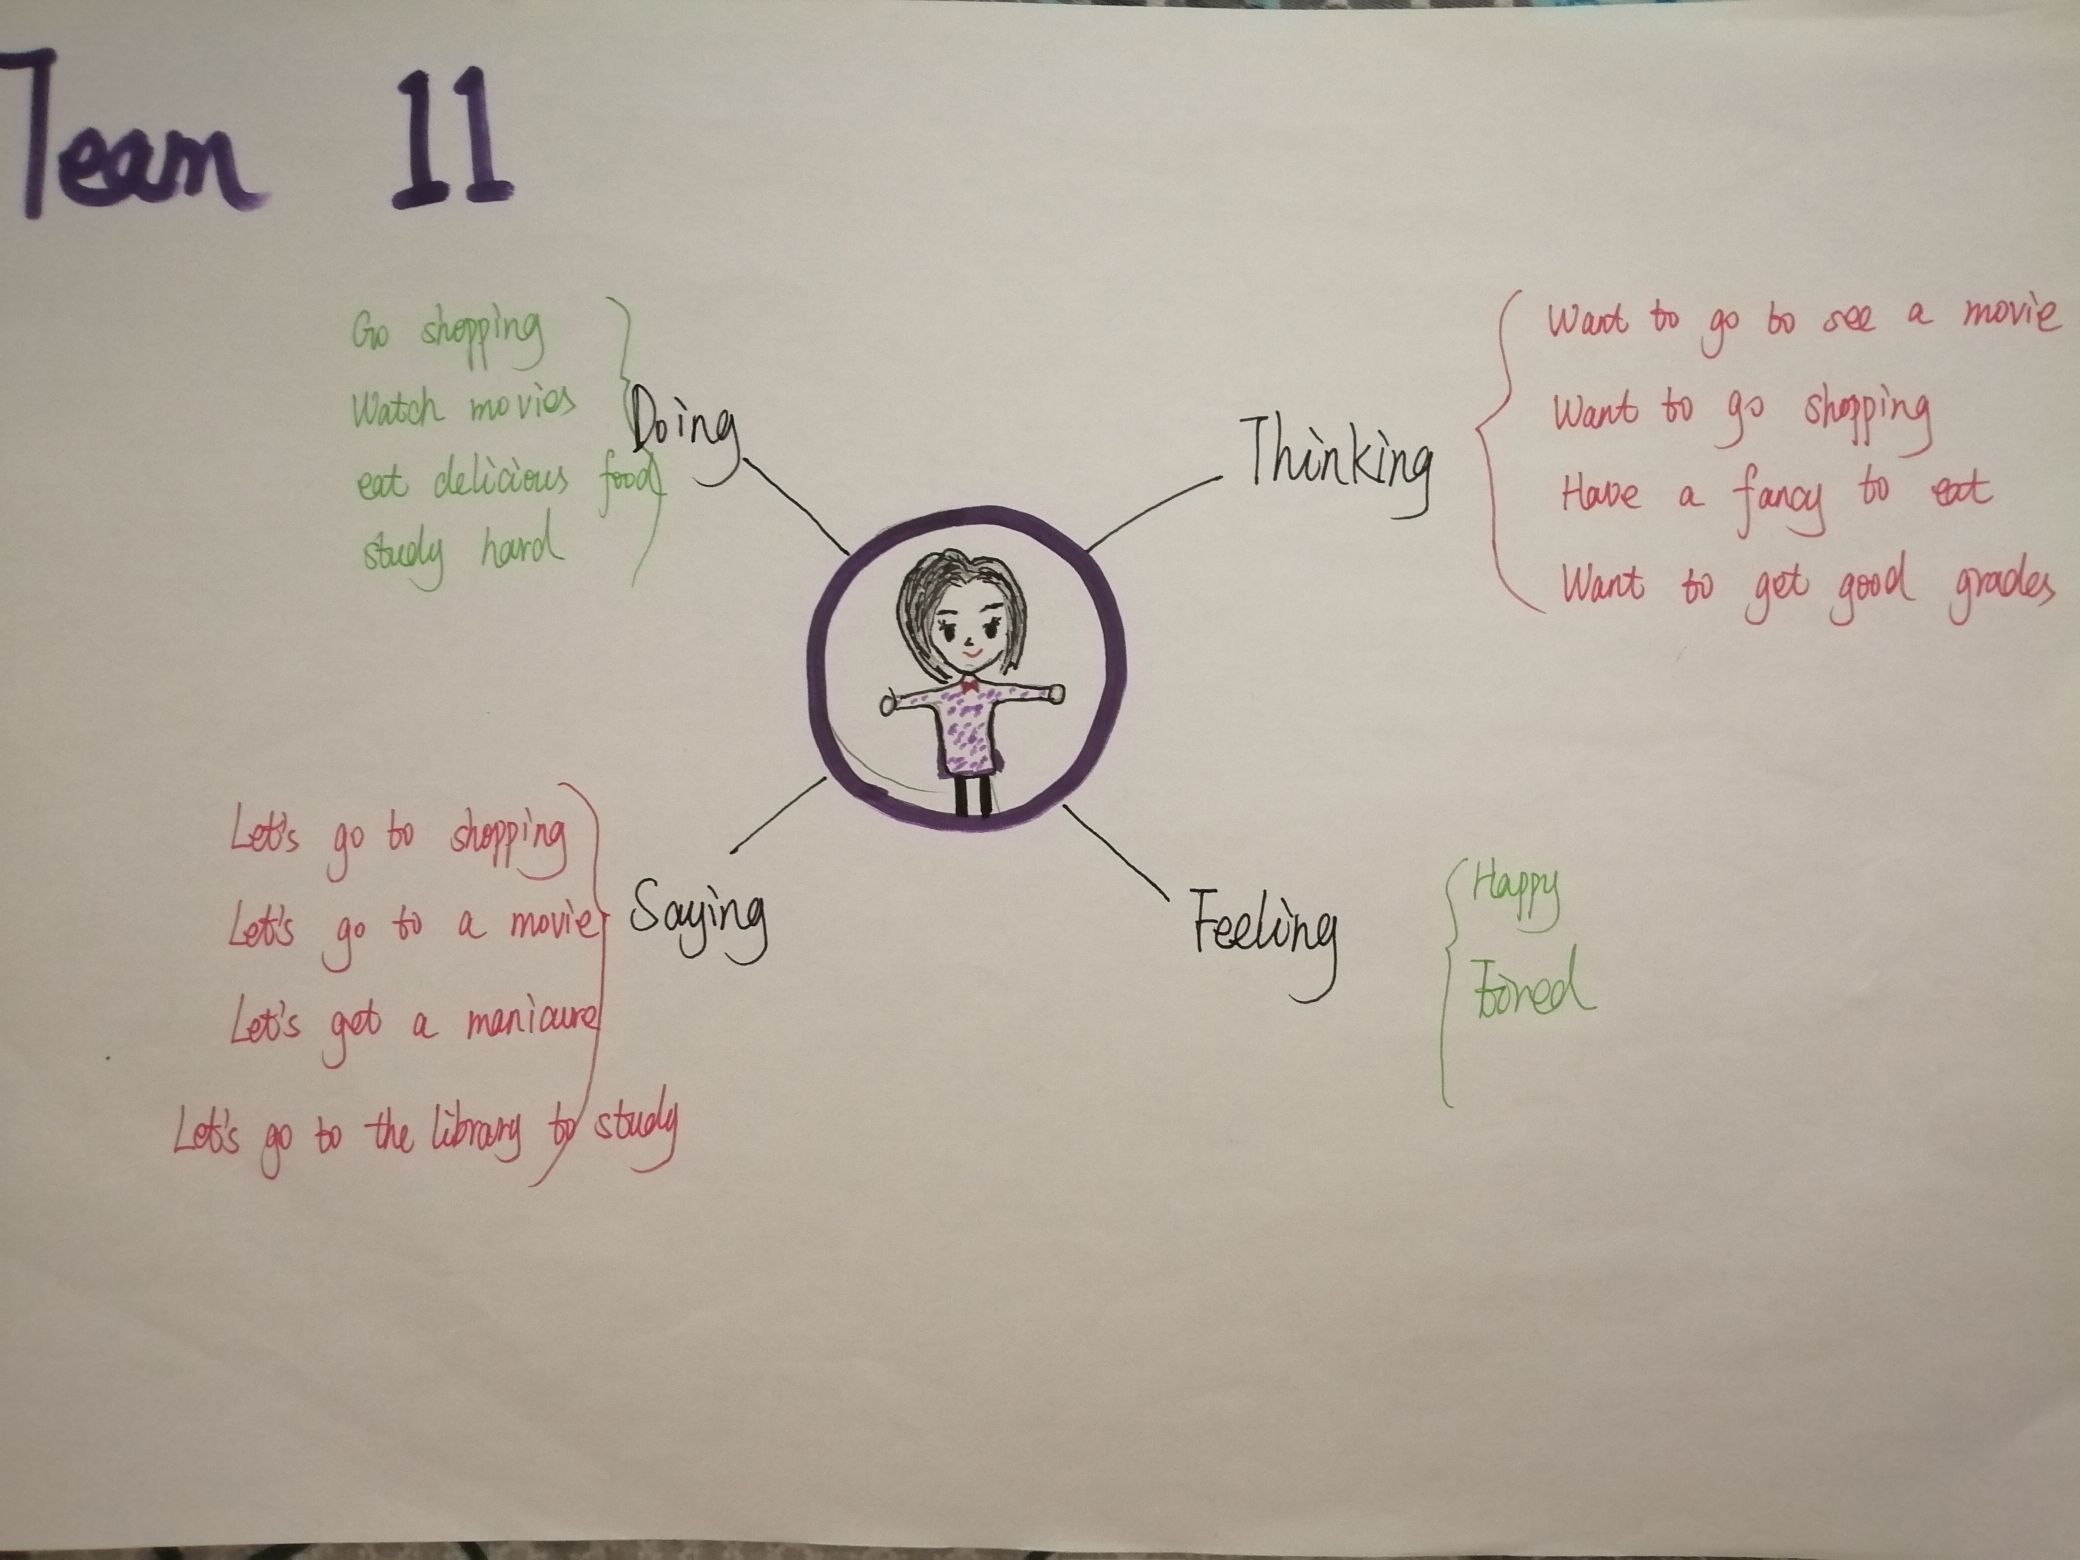 Team 11
Go shopping
Watch movies
eat delicious food
study hard
Doing
Thinking
Want to go to see a movie
Want to go shopping
Have a fancy to eat
Want to get good grades
Let's go to shopping
Let's go to a movie
Let's get a manicure
Let's go to the library to study
Saying
Feeling
Happy